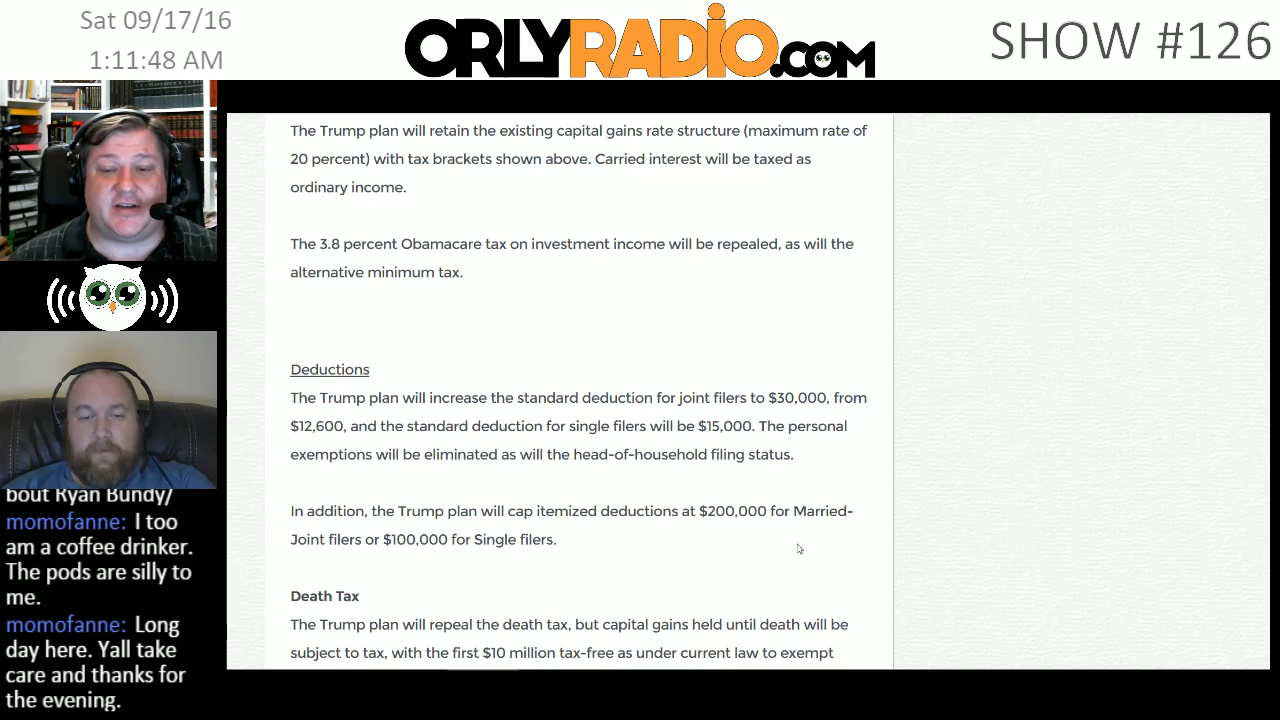 Sat 09/17/16
1:11:48 AM
ORLYRADIO.COM
SHOW #126
The Trump plan will retain the existing capital gains rate structure (maximum rate of
20 percent) with tax brackets shown above. Carried interest will be taxed as
ordinary income.
The 3.8 percent Obamacare tax on investment income will be repealed, as will the
alternative minimum tax.
Deductions
The Trump plan will increase the standard deduction for joint filers to $30,000, from
$12,600, and the standard deduction for single filers will be $15,000. The personal
exemptions will be eliminated as will the head-of-household filing status.
In addition, the Trump plan will cap itemized deductions at $200,000 for Married-
Joint filers or $100,000 for Single filers.
Death Tax
The Trump plan will repeal the death tax, but capital gains held until death will be
subject to tax, with the first $10 million tax-free as under current law to exempt
bout Ryan Bundy/
momofanne: I too
am a coffee drinker.
The pods are silly to
me.
momofanne: Long
day here. Yall take
care and thanks for
the evening.